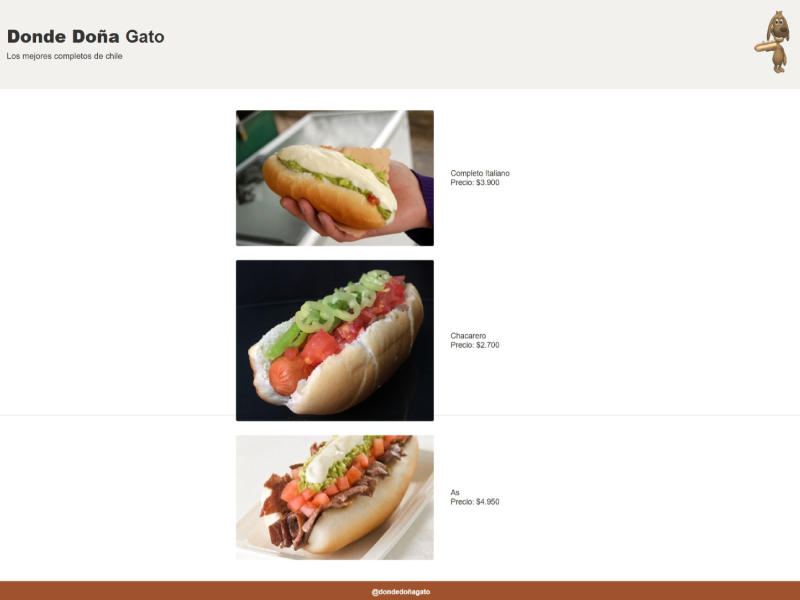 Donde Doña Gato
Los mejores completos de chile
Completo Italiano
Precio: $3.900
Chacarero
Precio: $2.700
As
Precio: $4.950
@dondedoñagato